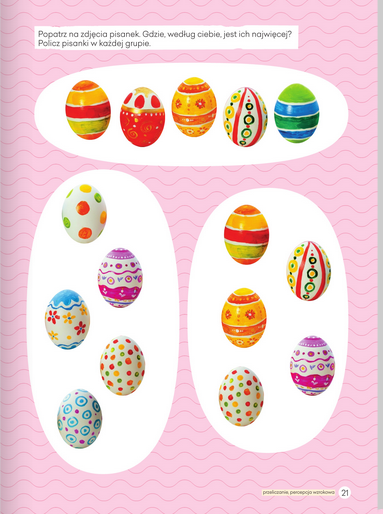 Popatrz na zdjęcia pisanek. Gdzie, według ciebie, jest ich najwięcej?
Policz pisanki w każdej grupie.
przeliczanie, percepcja wzrokowa 21